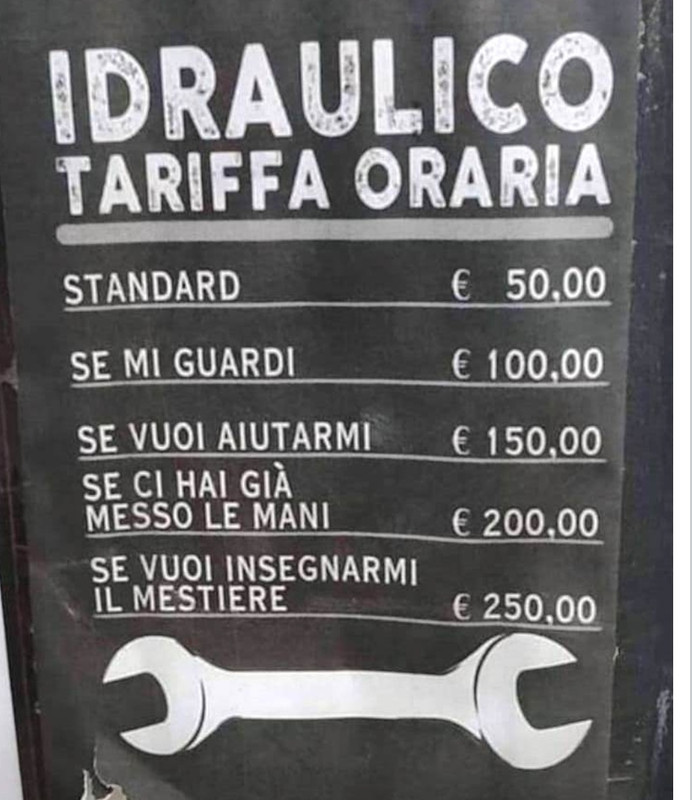 IDRAULICO
TARIFFA ORARIA
STANDARD € 50,00
SE MI GUARDI € 100,00
SE VUOI AIUTARMI € 150,00
SE CI HAI GIÀ
MESSO LE MANI € 200,00
SE VUOI INSEGNARMI
IL MESTIERE € 250,00